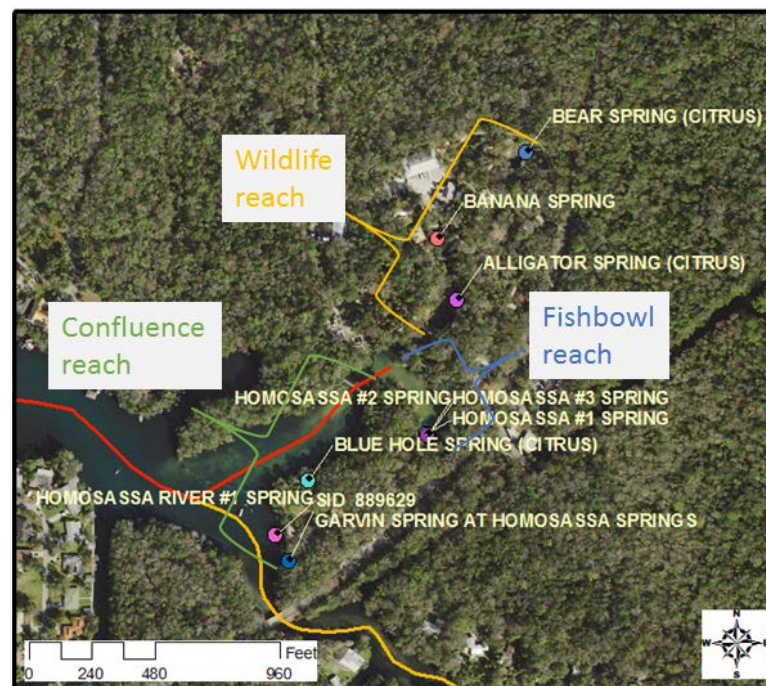 BEAR SPRING (CITRUS)
Wildlife
reach
BANANA SPRING
ALLIGATOR SPRING (CITRUS)
Confluence
reach
Fishbowl
reach
HOMOSASSA #2 SPRING
HOMOSASSA #3 SPRING
HOMOSASSA #1 SPRING
BLUE HOLE SPRING (CITRUS)
HOMOSASSA RIVER #1 SPRING
SID 889629
GARVIN SPRING AT HOMOSASSA SPRINGS
Feet
0 240 480 960
N
W E
S